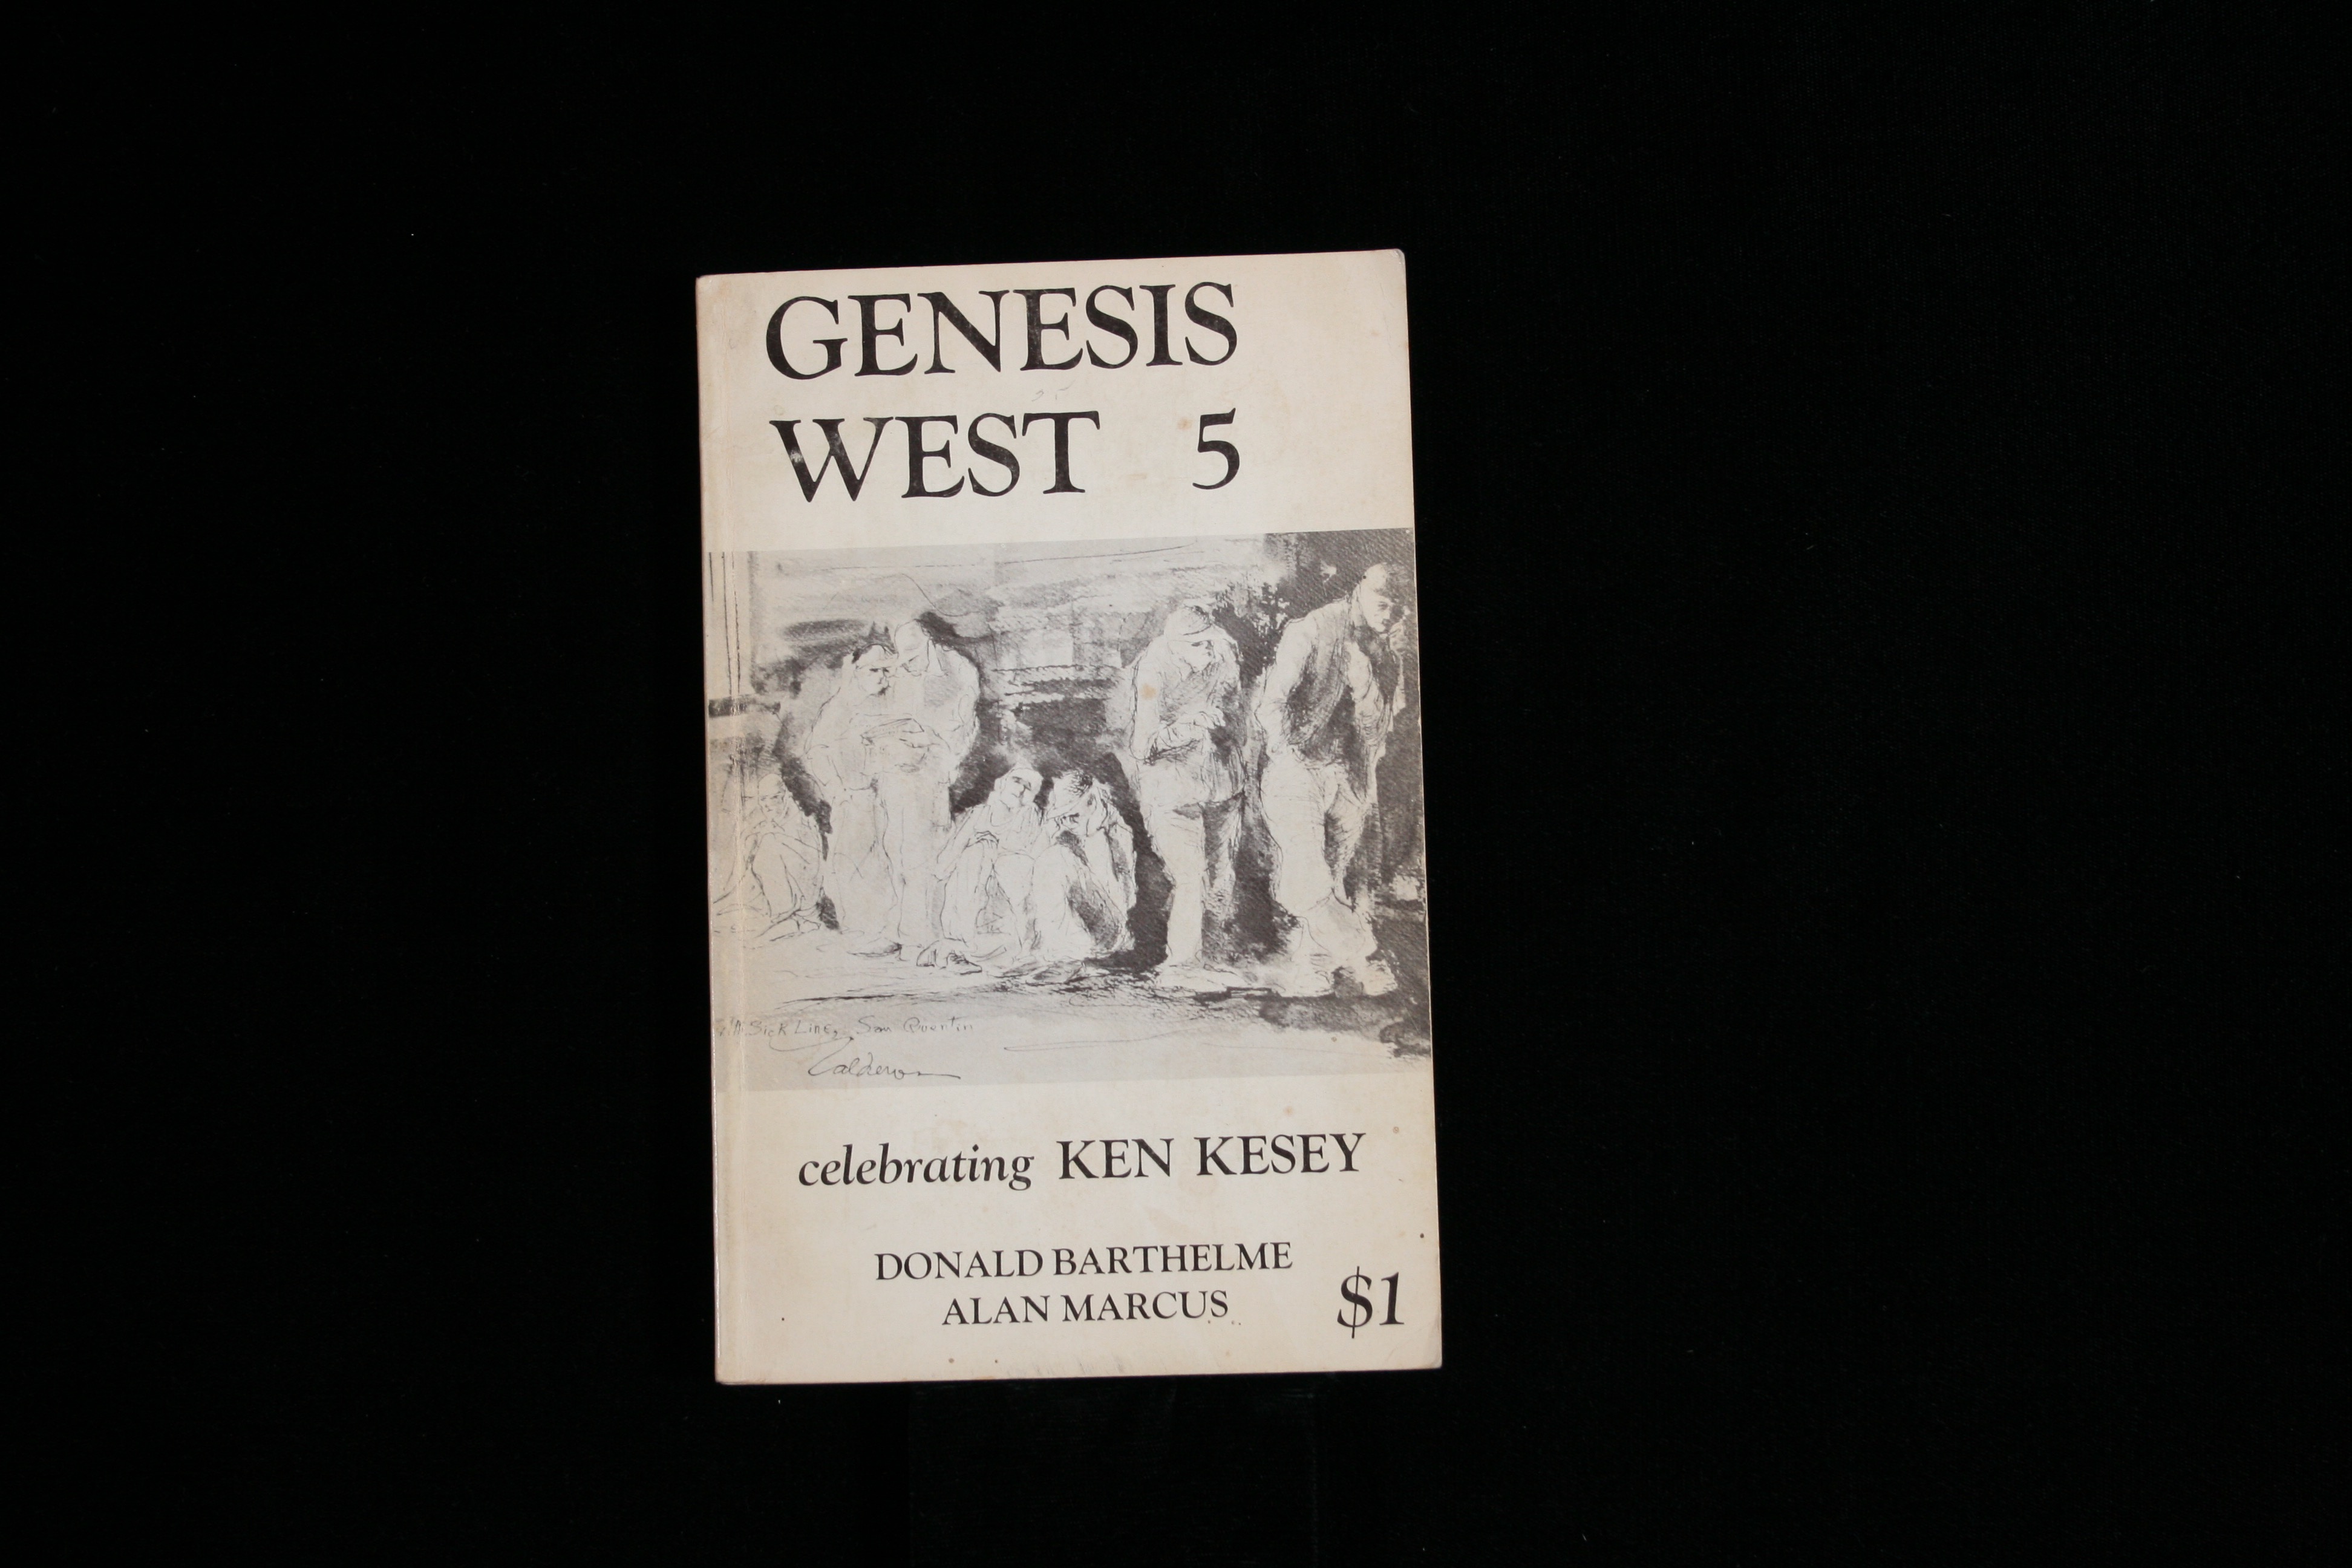 GENESIS
WEST 5
Sick Line, San Quentin
Calderon
celebrating KEN KESEY
DONALD BARTHELME
ALAN MARCUS
$1